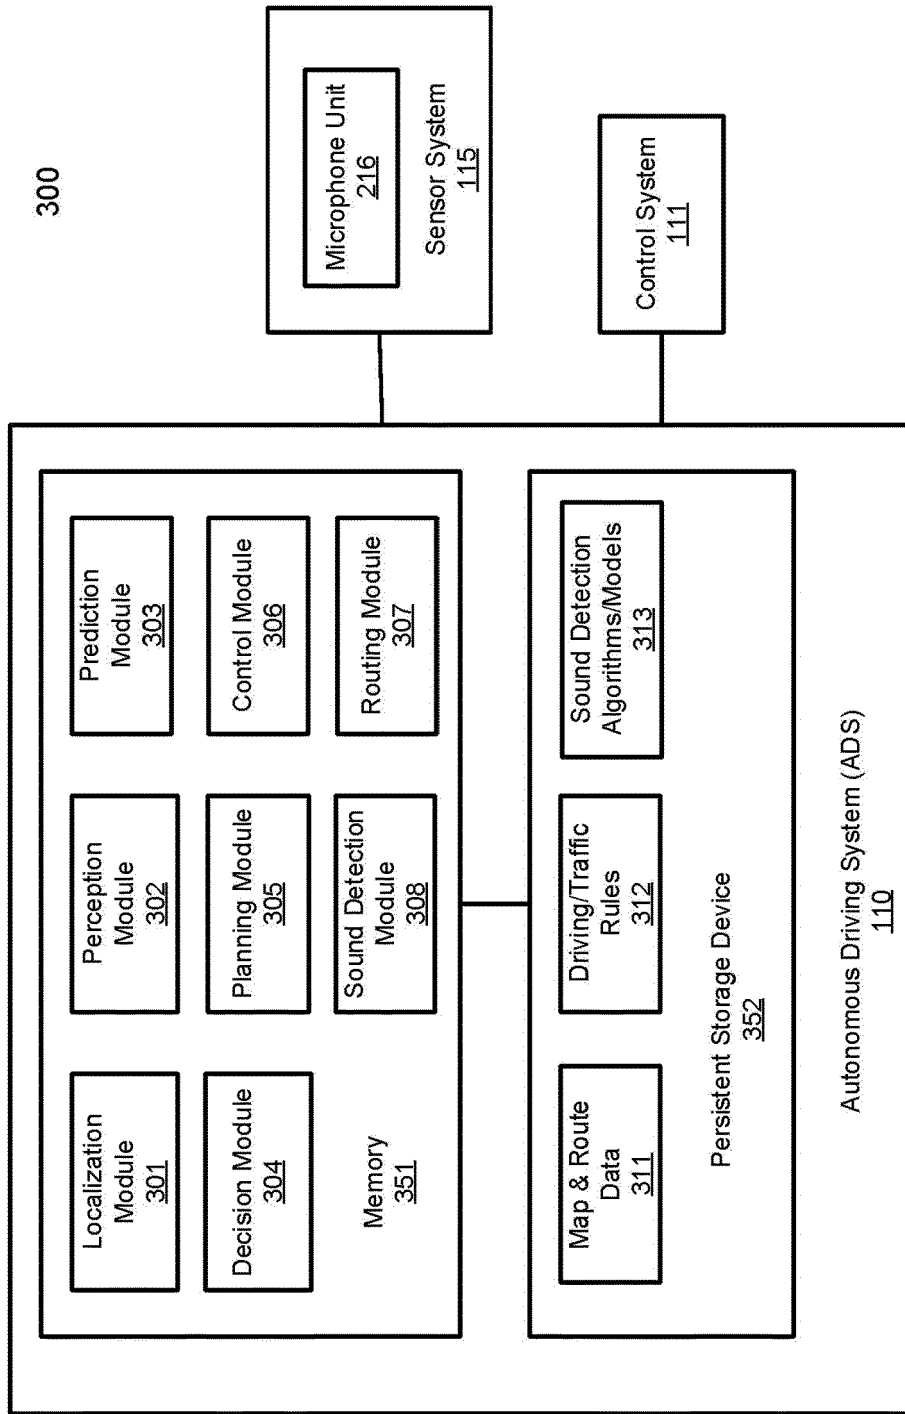 300
Localization
Module
301
Perception
Module
302
Prediction
Module
303
Decision Module
304
Planning Module
305
Control Module
306
Memory
351
Sound Detection
Module
308
Routing Module
307
Map & Route
Data
311
Driving/Traffic
Rules
312
Sound Detection
Algorithms/Models
313
Persistent Storage Device
352
Autonomous Driving System (ADS)
110
Microphone Unit
216
Sensor System
115
Control System
111